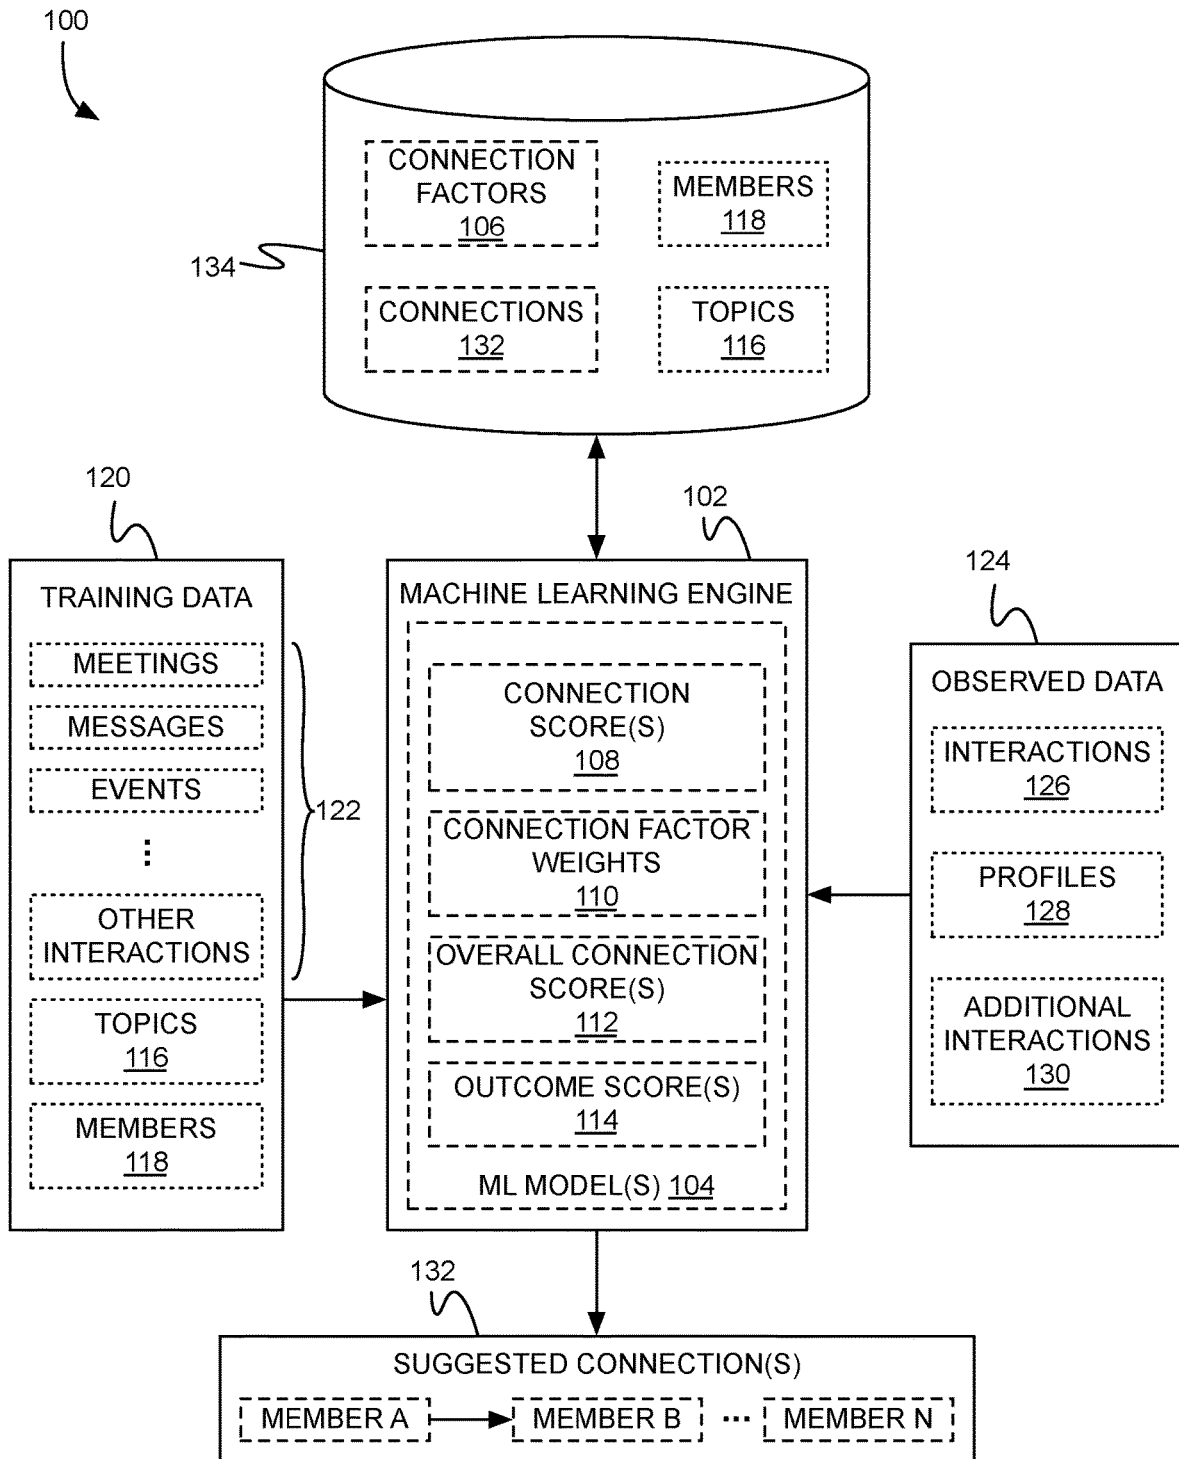 100
CONNECTION
FACTORS
106
MEMBERS
118
134
CONNECTIONS
132
TOPICS
116
120
TRAINING DATA
MEETINGS
MESSAGES
EVENTS
⋮
OTHER
INTERACTIONS
122
TOPICS
116
MEMBERS
118
102
MACHINE LEARNING ENGINE
CONNECTION
SCORE(S)
108
CONNECTION FACTOR
WEIGHTS
110
OVERALL CONNECTION
SCORE(S)
112
OUTCOME SCORE(S)
114
ML MODEL(S) 104
124
OBSERVED DATA
INTERACTIONS
126
PROFILES
128
ADDITIONAL
INTERACTIONS
130
132
SUGGESTED CONNECTION(S)
MEMBER A MEMBER B ... MEMBER N